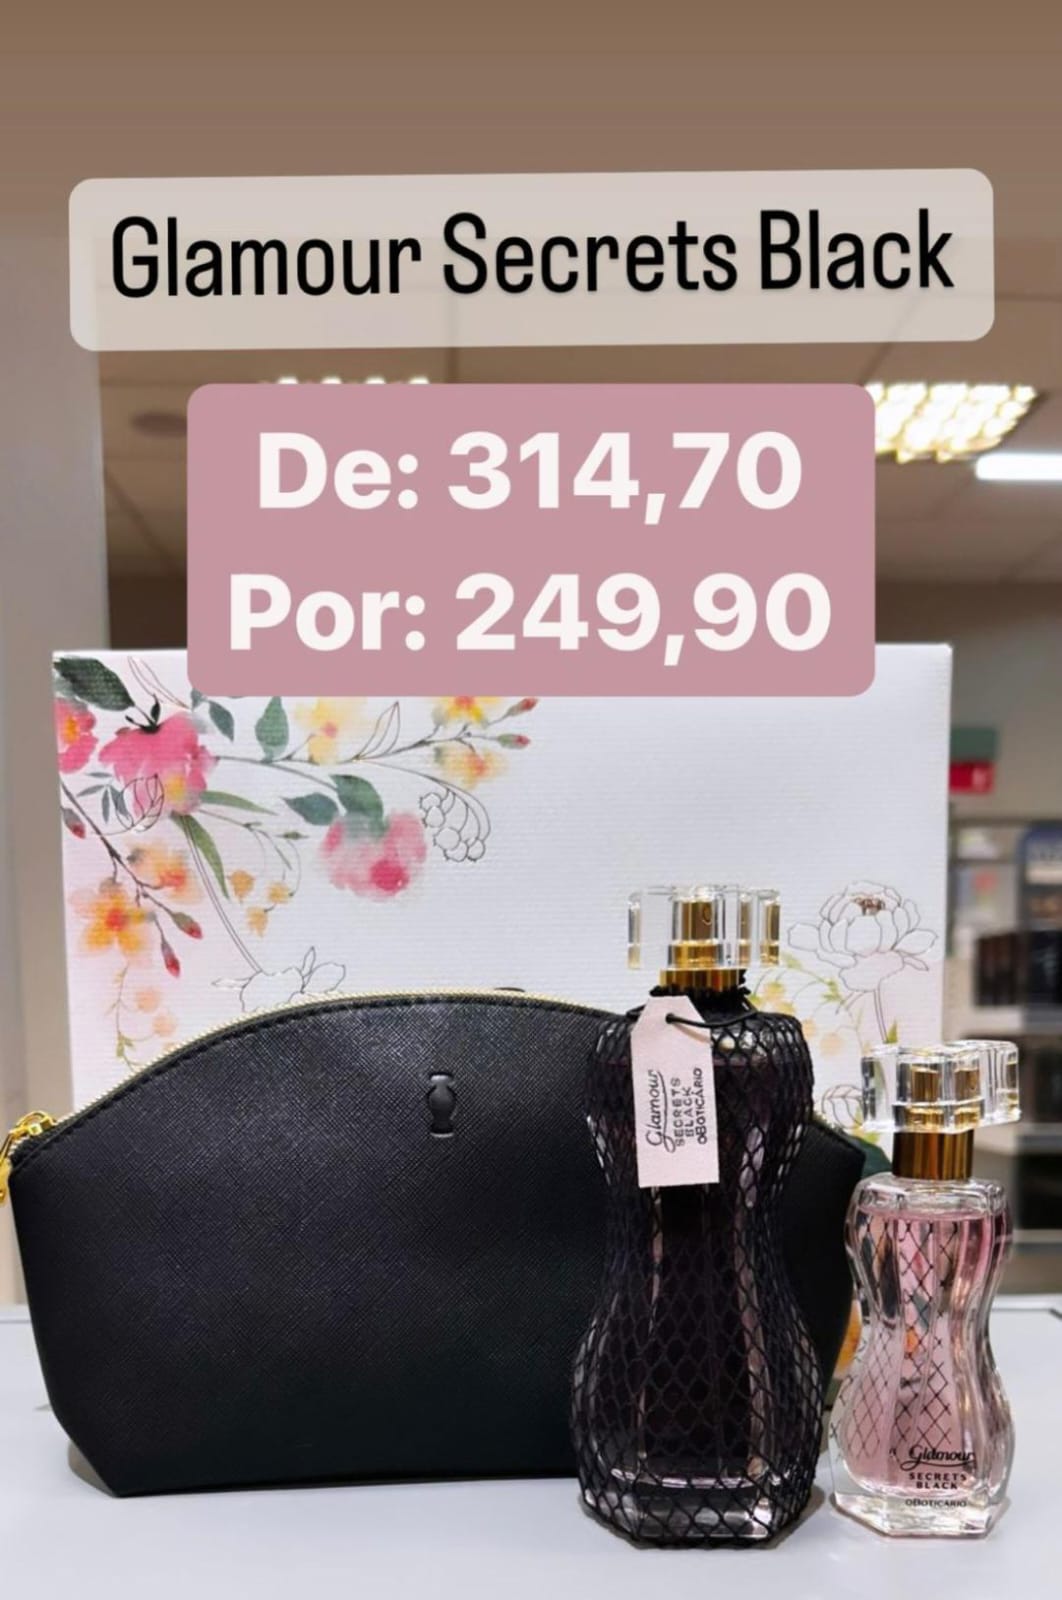 Glamour Secrets Black
De: 314,70
Por: 249,90
Glamour
SECRETS
BLACK
OBOTICÁRIO
Glamour
SECRETS
BLACK
OBOTICÁRIO